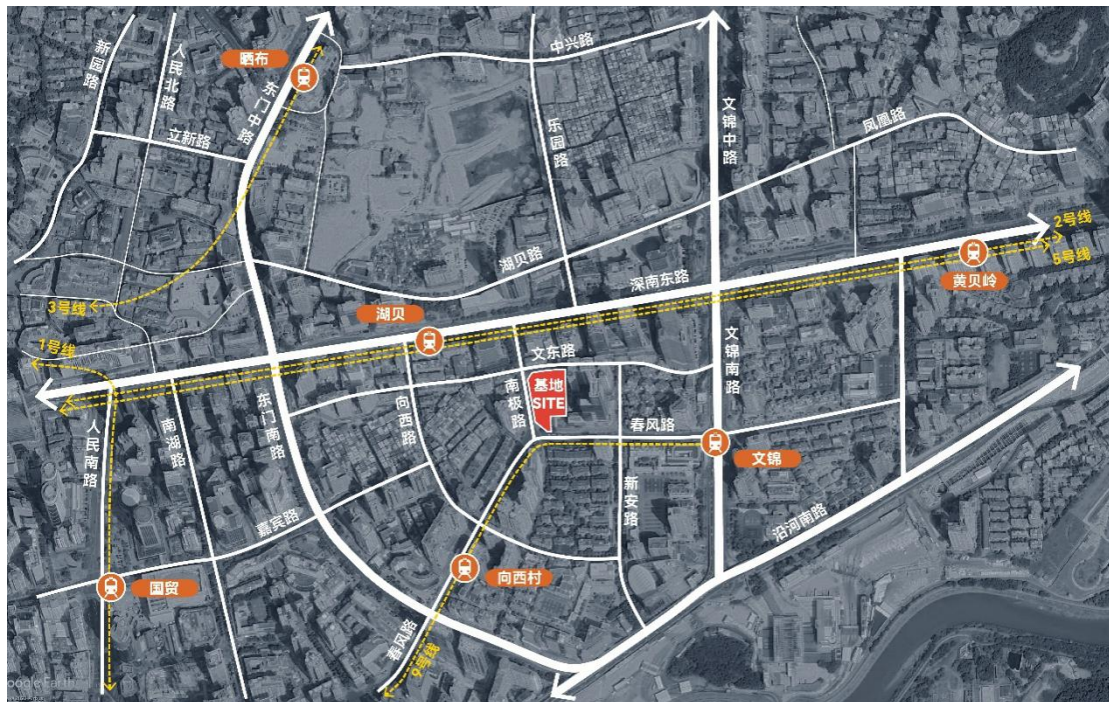 新园路
人民北路
晒布
东门中路
中兴路
立新路
乐园路
文锦中路
凤凰路
2号线
5号线
湖贝路
深南东路
黄贝岭
3号线
湖贝
1号线
文东路
文锦南路
基地
SITE
南极路
向西路
东门南路
人民南路
南湖路
春风路
文锦
新安路
沿河南路
嘉宾路
国贸
向西村
春风路
9号线
oogle Earth